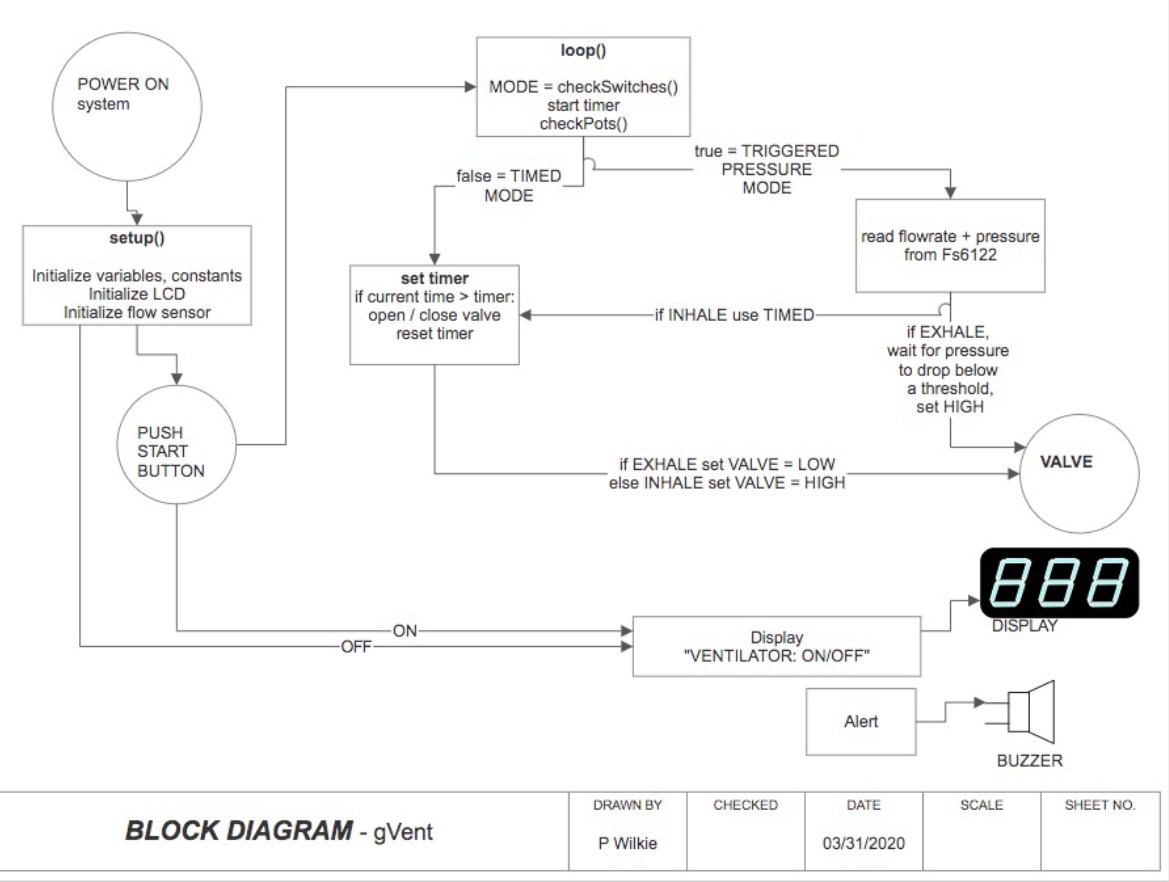 POWER ON
system
setup()
Initialize variables, constants
Initialize LCD
Initialize flow sensor
PUSH
START
BUTTON
loop()
MODE = checkSwitches()
start timer
checkPots()
false = TIMED
MODE
true = TRIGGERED
PRESSURE
MODE
set timer
if current time > timer:
open / close valve
reset timer
read flowrate + pressure
from Fs6122
if INHALE use TIMED
if EXHALE,
wait for pressure
to drop below
a threshold,
set HIGH
if EXHALE set VALVE = LOW
else INHALE set VALVE = HIGH
VALVE
888
DISPLAY
ON
OFF
Display
"VENTILATOR: ON/OFF"
Alert
BUZZER
BLOCK DIAGRAM - gVent
DRAWN BY
P Wilkie
CHECKED
DATE
03/31/2020
SCALE
SHEET NO.